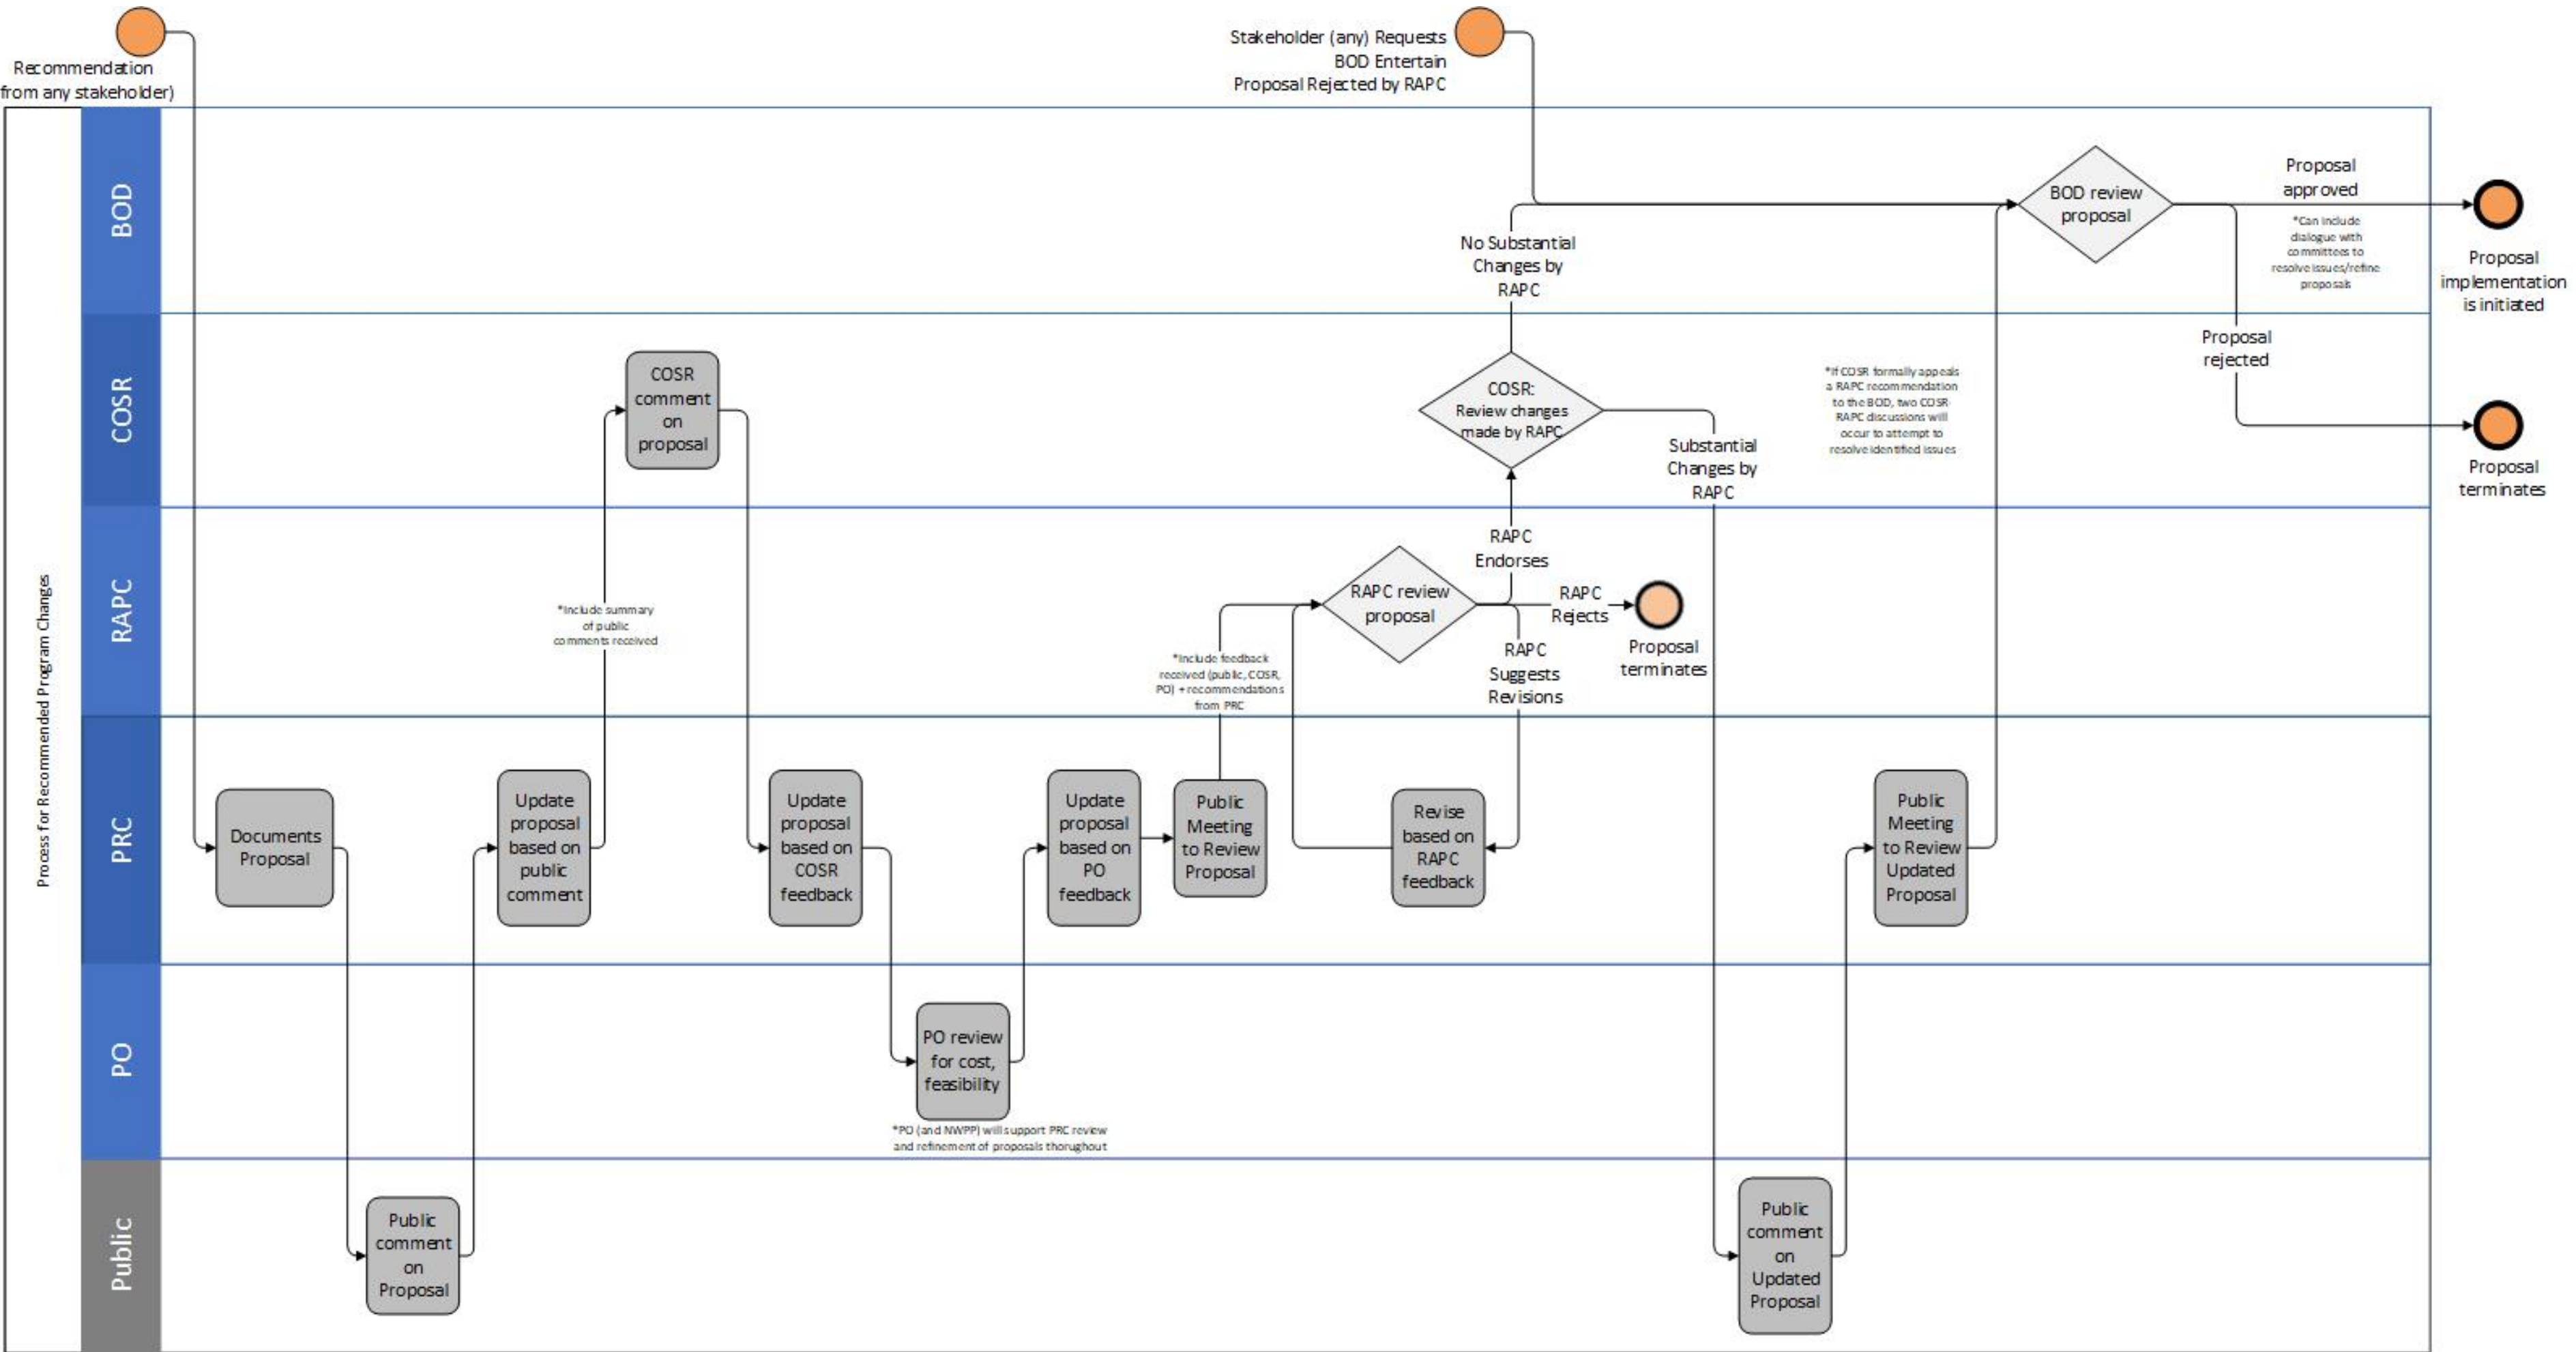 Recommendation
from any stakeholder)
Stakeholder (any) Requests
BOD Entertain
Proposal Rejected by RAPC
Process for Recommended Program Changes
BOD
No Substantial
Changes by
RAPC
BOD review
proposal
Proposal
approved
*Can include
dialogue with
committees to
resolve issues/refine
proposals
Proposal
implementation
is initiated
Proposal
rejected
Proposal
terminates
COSR
COSR
comment
on
proposal
COSR:
Review changes
made by RAPC
Substantial
Changes by
RAPC
*If COSR formally appeals
a RAPC recommendation
to the BOD, two COSR-
RAPC discussions will
occur to attempt to
resolve identified issues
RAPC
*Include summary
of public
comments received
*Include feedback
received (public, COSR,
PO) + recommendations
from PRC
RAPC review
proposal
RAPC
Endorses
RAPC
Rejects
Proposal
terminates
RAPC
Suggests
Revisions
PRC
Documents
Proposal
Update
proposal
based on
public
comment
Update
proposal
based on
COSR
feedback
Update
proposal
based on
PO
feedback
Public
Meeting
to Review
Proposal
Revise
based on
RAPC
feedback
Public
Meeting
to Review
Updated
Proposal
PO
PO review
for cost,
feasibility
*PO (and NWPP) will support PRC review
and refinement of proposals thorughout
Public
Public
comment
on
Proposal
Public
comment
on
Updated
Proposal